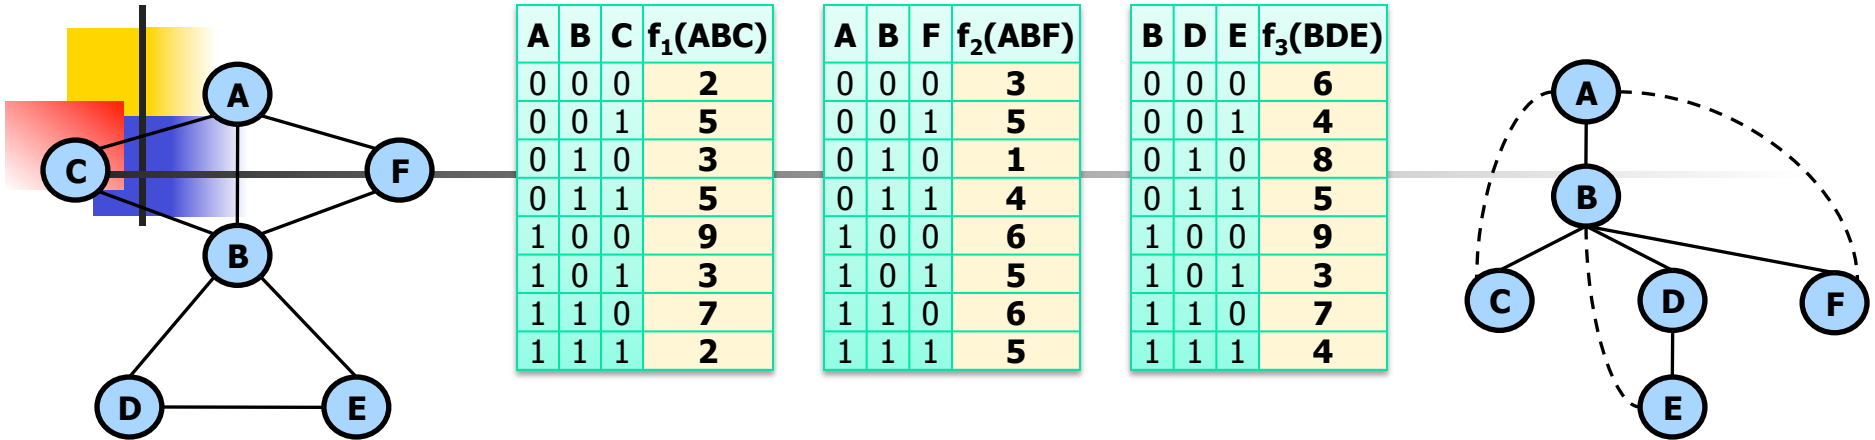 A
C
F
B
D
E
A B C f₁(ABC)
0 0 0 2
0 0 1 5
0 1 0 3
0 1 1 5
1 0 0 9
1 0 1 3
1 1 0 7
1 1 1 2
A B F f₂(ABF)
0 0 0 3
0 0 1 5
0 1 0 1
0 1 1 4
1 0 0 6
1 0 1 5
1 1 0 6
1 1 1 5
B D E f₃(BDE)
0 0 0 6
0 0 1 4
0 1 0 8
0 1 1 5
1 0 0 9
1 0 1 3
1 1 0 7
1 1 1 4
A
B
C D F
E